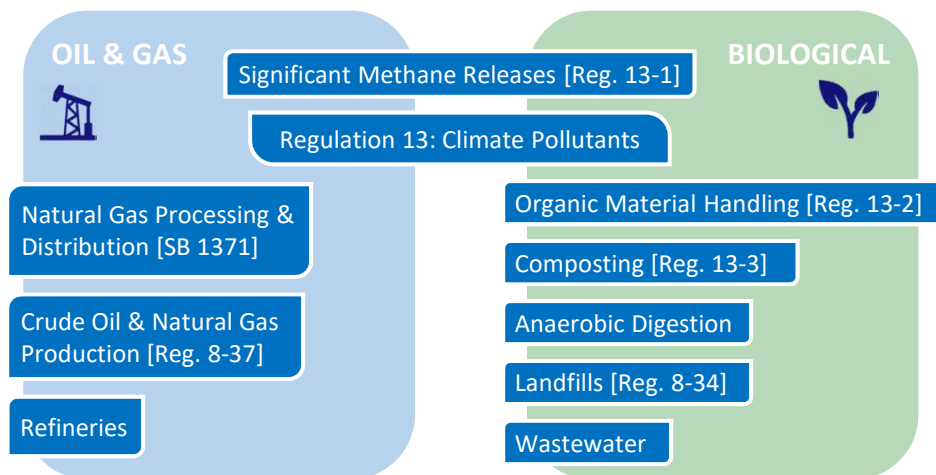 OIL & GAS
BIOLOGICAL
Significant Methane Releases [Reg. 13-1]
Regulation 13: Climate Pollutants
Natural Gas Processing &
Distribution [SB 1371]
Crude Oil & Natural Gas
Production [Reg. 8-37]
Refineries
Organic Material Handling [Reg. 13-2]
Composting [Reg. 13-3]
Anaerobic Digestion
Landfills [Reg. 8-34]
Wastewater